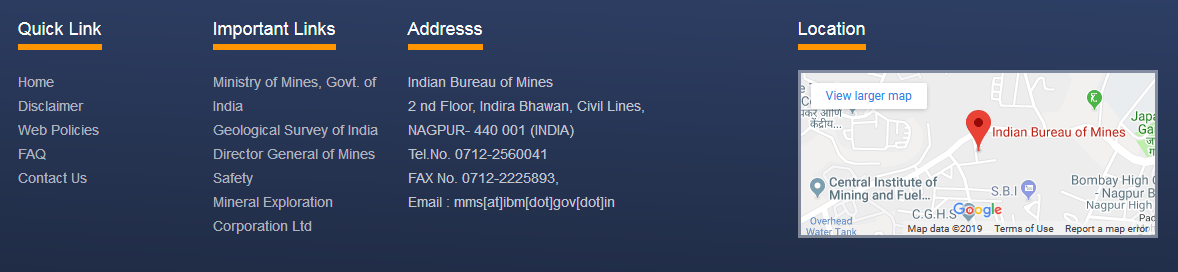 Quick Link
Home
Disclaimer
Web Policies
FAQ
Contact Us
Important Links
Ministry of Mines, Govt. of
India
Geological Survey of India
Director General of Mines
Safety
Mineral Exploration
Corporation Ltd
Addresss
Indian Bureau of Mines
2 nd Floor, Indira Bhawan, Civil Lines,
NAGPUR- 440 001 (INDIA)
Tel.No. 0712-2560041
FAX No. 0712-2225893,
Email : mms[at]ibm[dot]gov[dot]in
Location
View larger map
Indian Bureau of Mines
Japa
Ga
Central Institute of
Mining and Fuel...
S.B.I
Bombay High C
- Nagpur B
Nagpur High
C.G.H.S
Google
Overhead
Water Tank
Map data ©2019 Terms of Use Report a map error